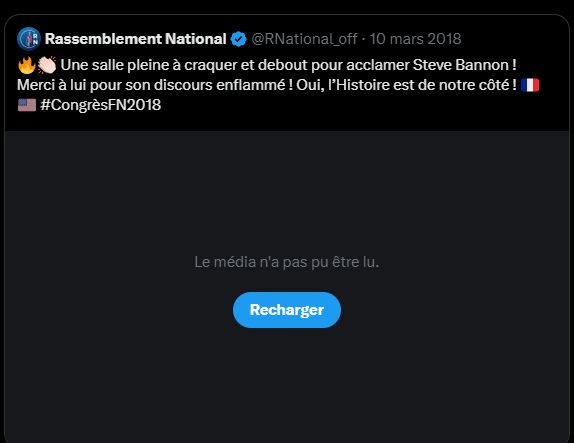 Rassemblement National @RNational_off · 10 mars 2018
🔥👏🏻 Une salle pleine à craquer et debout pour acclamer Steve Bannon !
Merci à lui pour son discours enflammé ! Oui, l’Histoire est de notre côté ! 🇫🇷
🇺🇸 #CongrèsFN2018
Le média n'a pas pu être lu.
Recharger